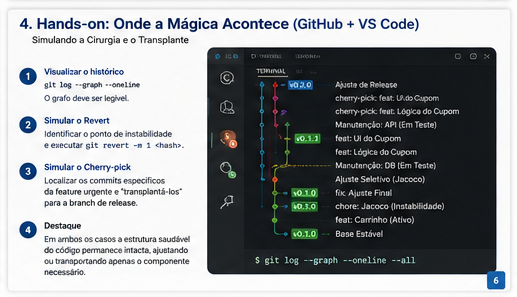 4. Hands-on: Onde a Mágica Acontece (GitHub + VS Code)
Simulando a Cirurgia e o Transplante
1
Visualizar o histórico
git log --graph --oneline
O grafo deve ser legível.
2
Simular o Revert
Identificar o ponto de instabilidade
e executar git revert -m 1 <hash>.
3
Simular o Cherry-pick
Localizar os commits específicos
da feature urgente e "transplantá-los"
para a branch de release.
4
Destaque
Em ambos os casos a estrutura saudável
do código permanece intacta, ajustando
ou transportando apenas o componente
necessário.
TERMINAL
v0.2.0 Ajuste de Release
cherry-pick: feat: UI do Cupom
cherry-pick: feat: Lógica do Cupom
Manutenção: API (Em Teste)
v0.1.1 feat: UI do Cupom
feat: Lógica do Cupom
Manutenção: DB (Em Teste)
Ajuste Seletivo (Jacoco)
v0.1.0 fix: Ajuste Final
chore: Jacoco (Instabilidade)
feat: Carrinho (Ativo)
v0.1.0 Base Estável
$ git log --graph --oneline --all
6